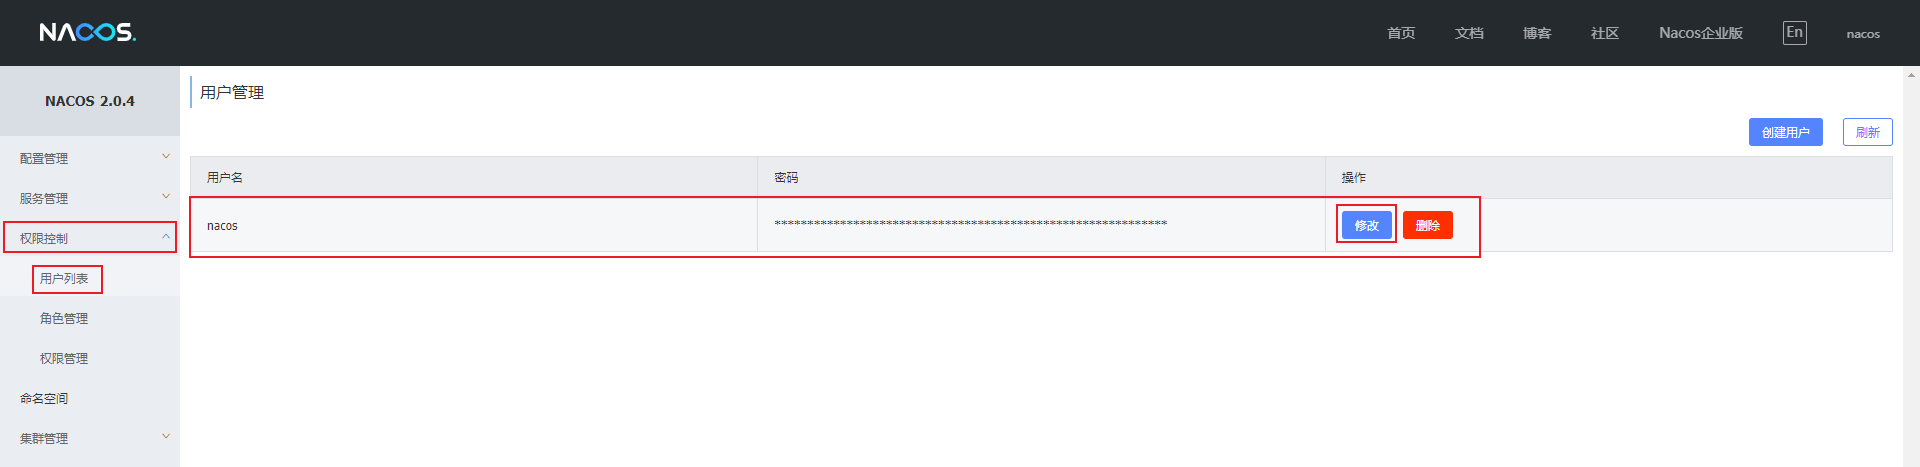 NACOS.
首页 文档 博客 社区 Nacos企业版 En nacos
NACOS 2.0.4
配置管理
服务管理
权限控制
用户列表
角色管理
权限管理
命名空间
集群管理
用户管理
创建用户 刷新
用户名 密码 操作
nacos ************************************************************ 修改 删除